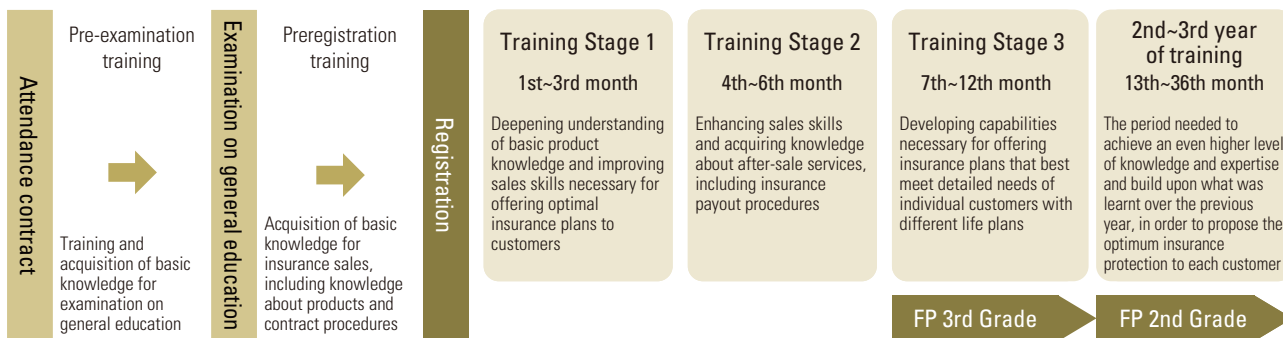 Attendance contract
Pre-examination
training
Training and
acquisition of basic
knowledge for
examination on
general education
Examination on general education
Preregistration
training
Acquisition of basic
knowledge for
insurance sales,
including knowledge
about products and
contract procedures
Registration
Training Stage 1
1st~3rd month
Deepening understanding
of basic product
knowledge and improving
sales skills necessary for
offering optimal
insurance plans to
customers
Training Stage 2
4th~6th month
Enhancing sales skills
and acquiring knowledge
about after-sale services,
including insurance
payout procedures
Training Stage 3
7th~12th month
Developing capabilities
necessary for offering
insurance plans that best
meet detailed needs of
individual customers with
different life plans
2nd~3rd year
of training
13th~36th month
The period needed to
achieve an even higher level
of knowledge and expertise
and build upon what was
learnt over the previous
year, in order to propose the
optimum insurance
protection to each customer
FP 3rd Grade
FP 2nd Grade